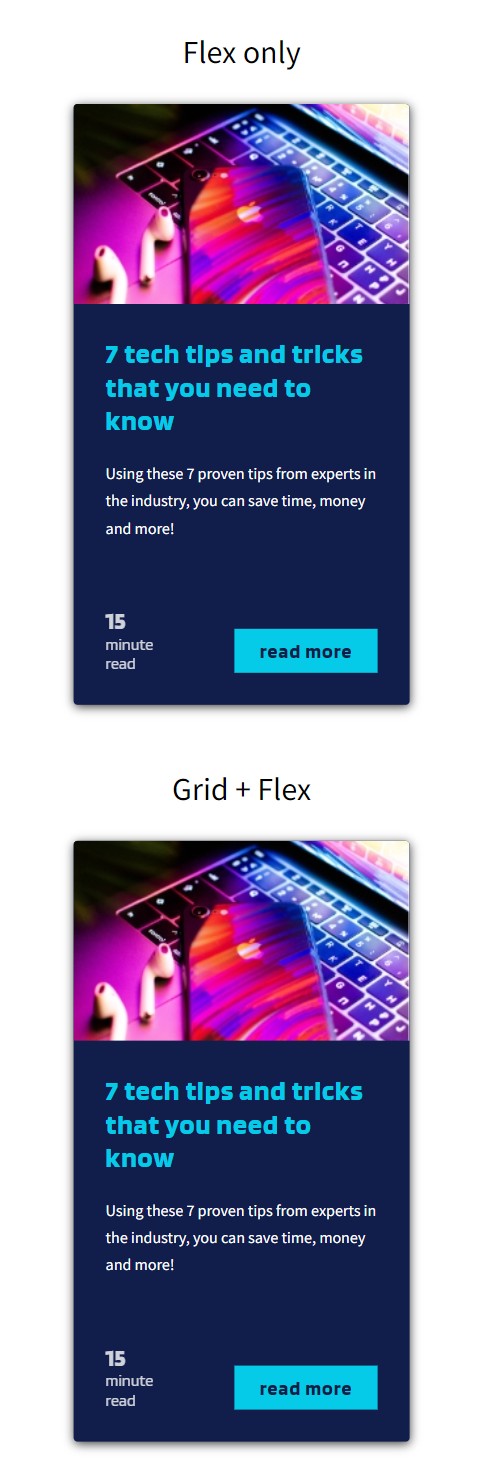 Flex only
7 tech tips and tricks
that you need to
know
Using these 7 proven tips from experts in
the industry, you can save time, money
and more!
15
minute
read
read more
Grid + Flex
7 tech tips and tricks
that you need to
know
Using these 7 proven tips from experts in
the industry, you can save time, money
and more!
15
minute
read
read more